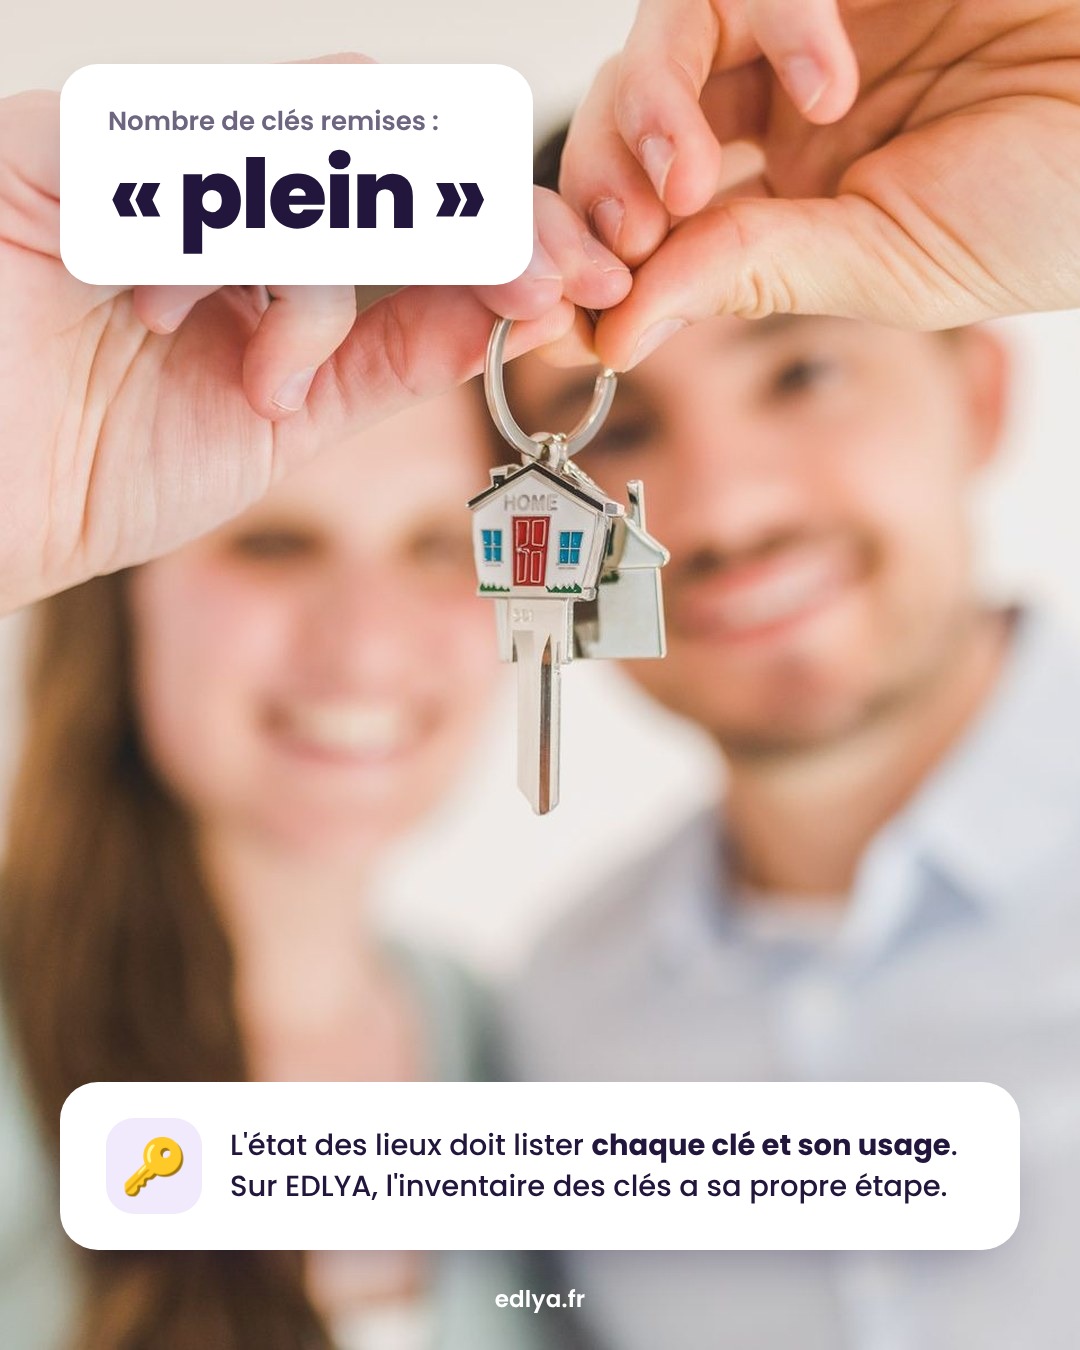 Nombre de clés remises :
« plein »
HOME
L'état des lieux doit lister chaque clé et son usage.
Sur EDLYA, l'inventaire des clés a sa propre étape.
edlya.fr